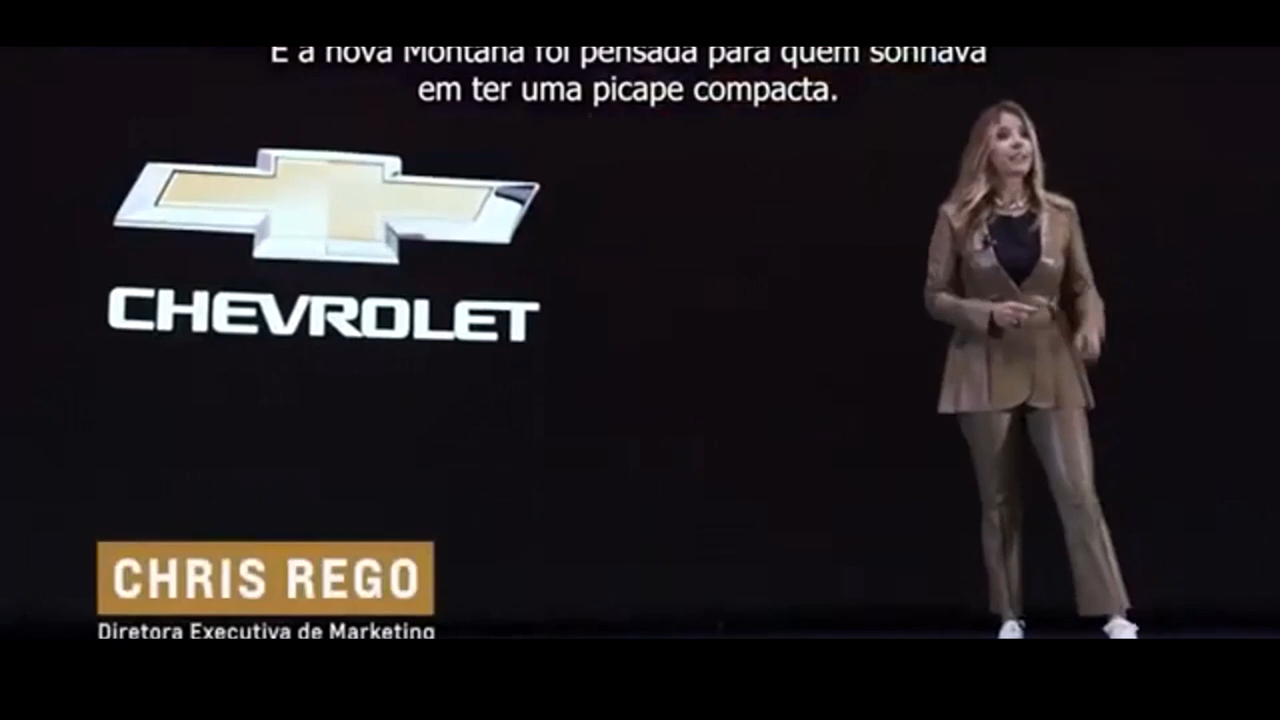 E a nova Montana foi pensada para quem sonhava
em ter uma picape compacta.
CHEVROLET
CHRIS REGO
Diretora Executiva de Marketing